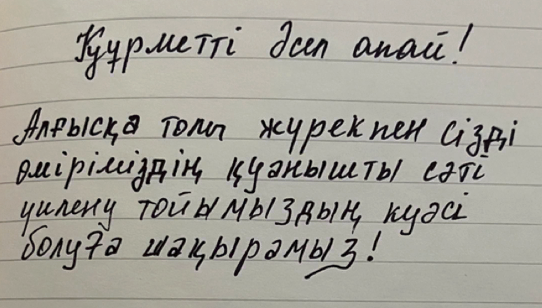 Құрметті Әсел апай!
Алғысқа толы жүрекпен сізді
өміріміздің қуанышты сәті
үйлену тойымыздың куәсі
болуға шақырамыз!